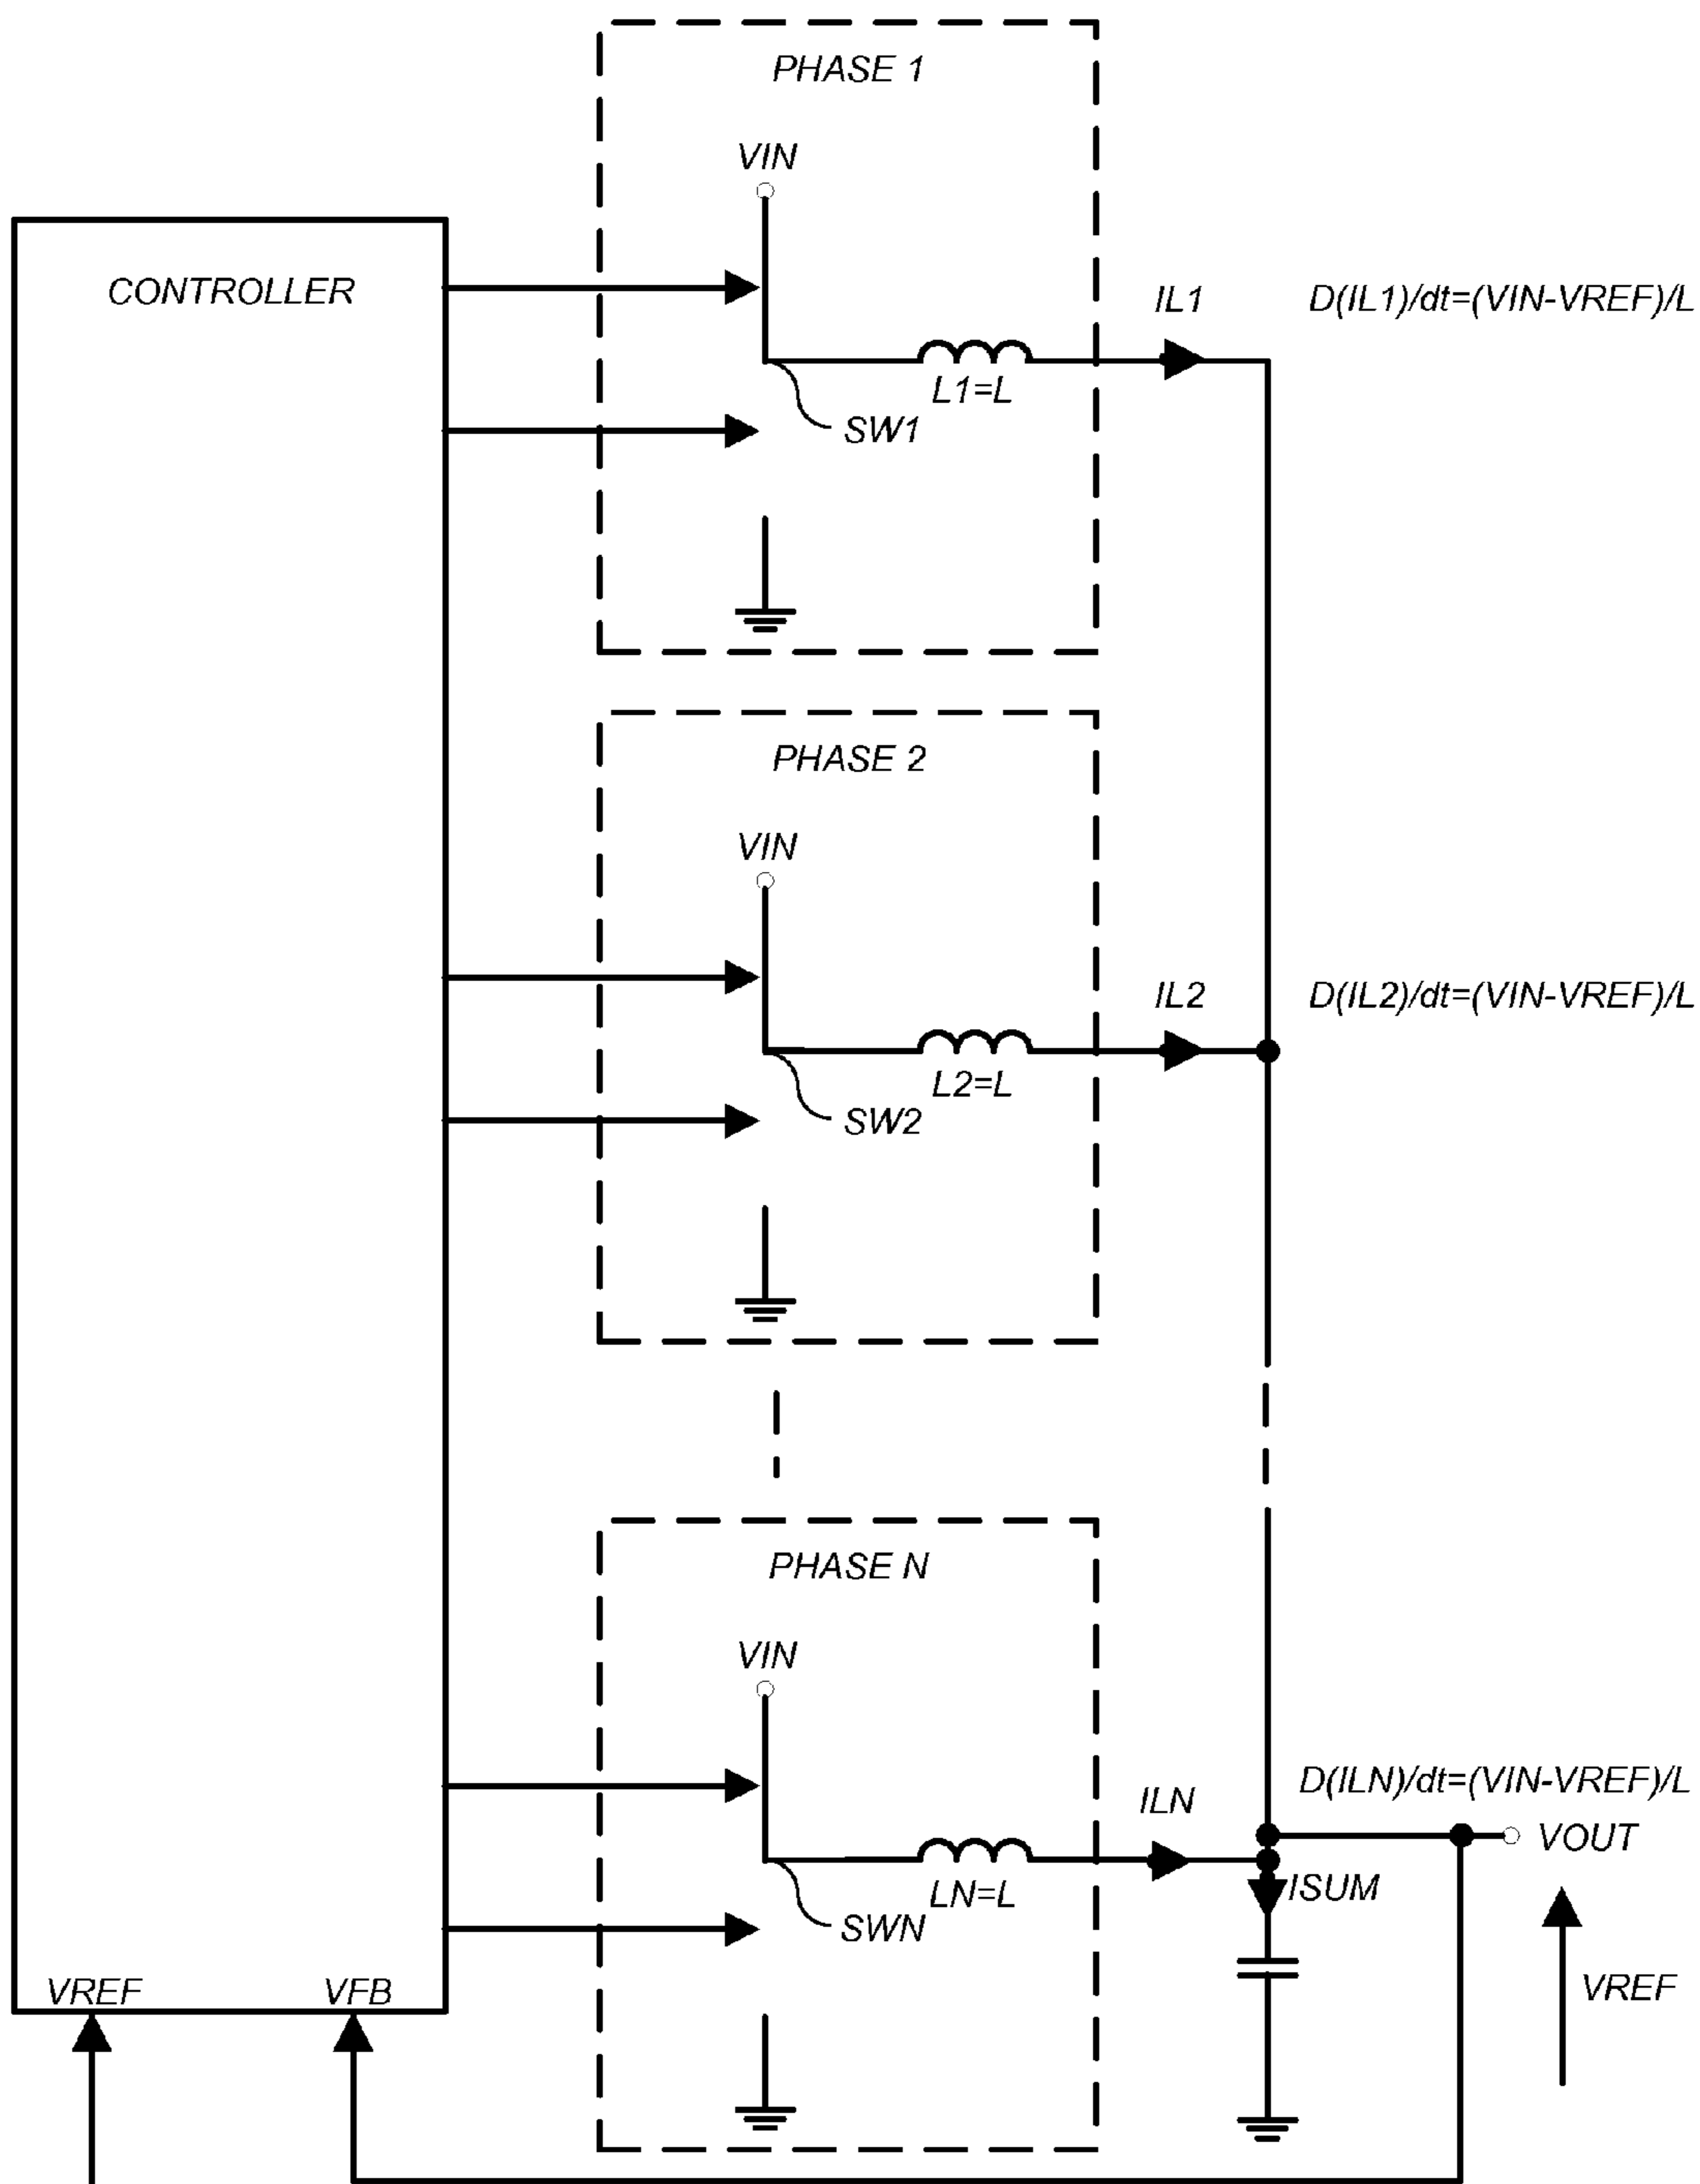 PHASE 1
VIN
CONTROLLER
IL1
D(IL1)/dt=(VIN-VREF)/L
L1=L
SW1
PHASE 2
VIN
IL2
D(IL2)/dt=(VIN-VREF)/L
L2=L
SW2
PHASE N
VIN
D(ILN)/dt=(VIN-VREF)/L
ILN
VOUT
LN=L
ISUM
SWN
VREF
VFB
VREF